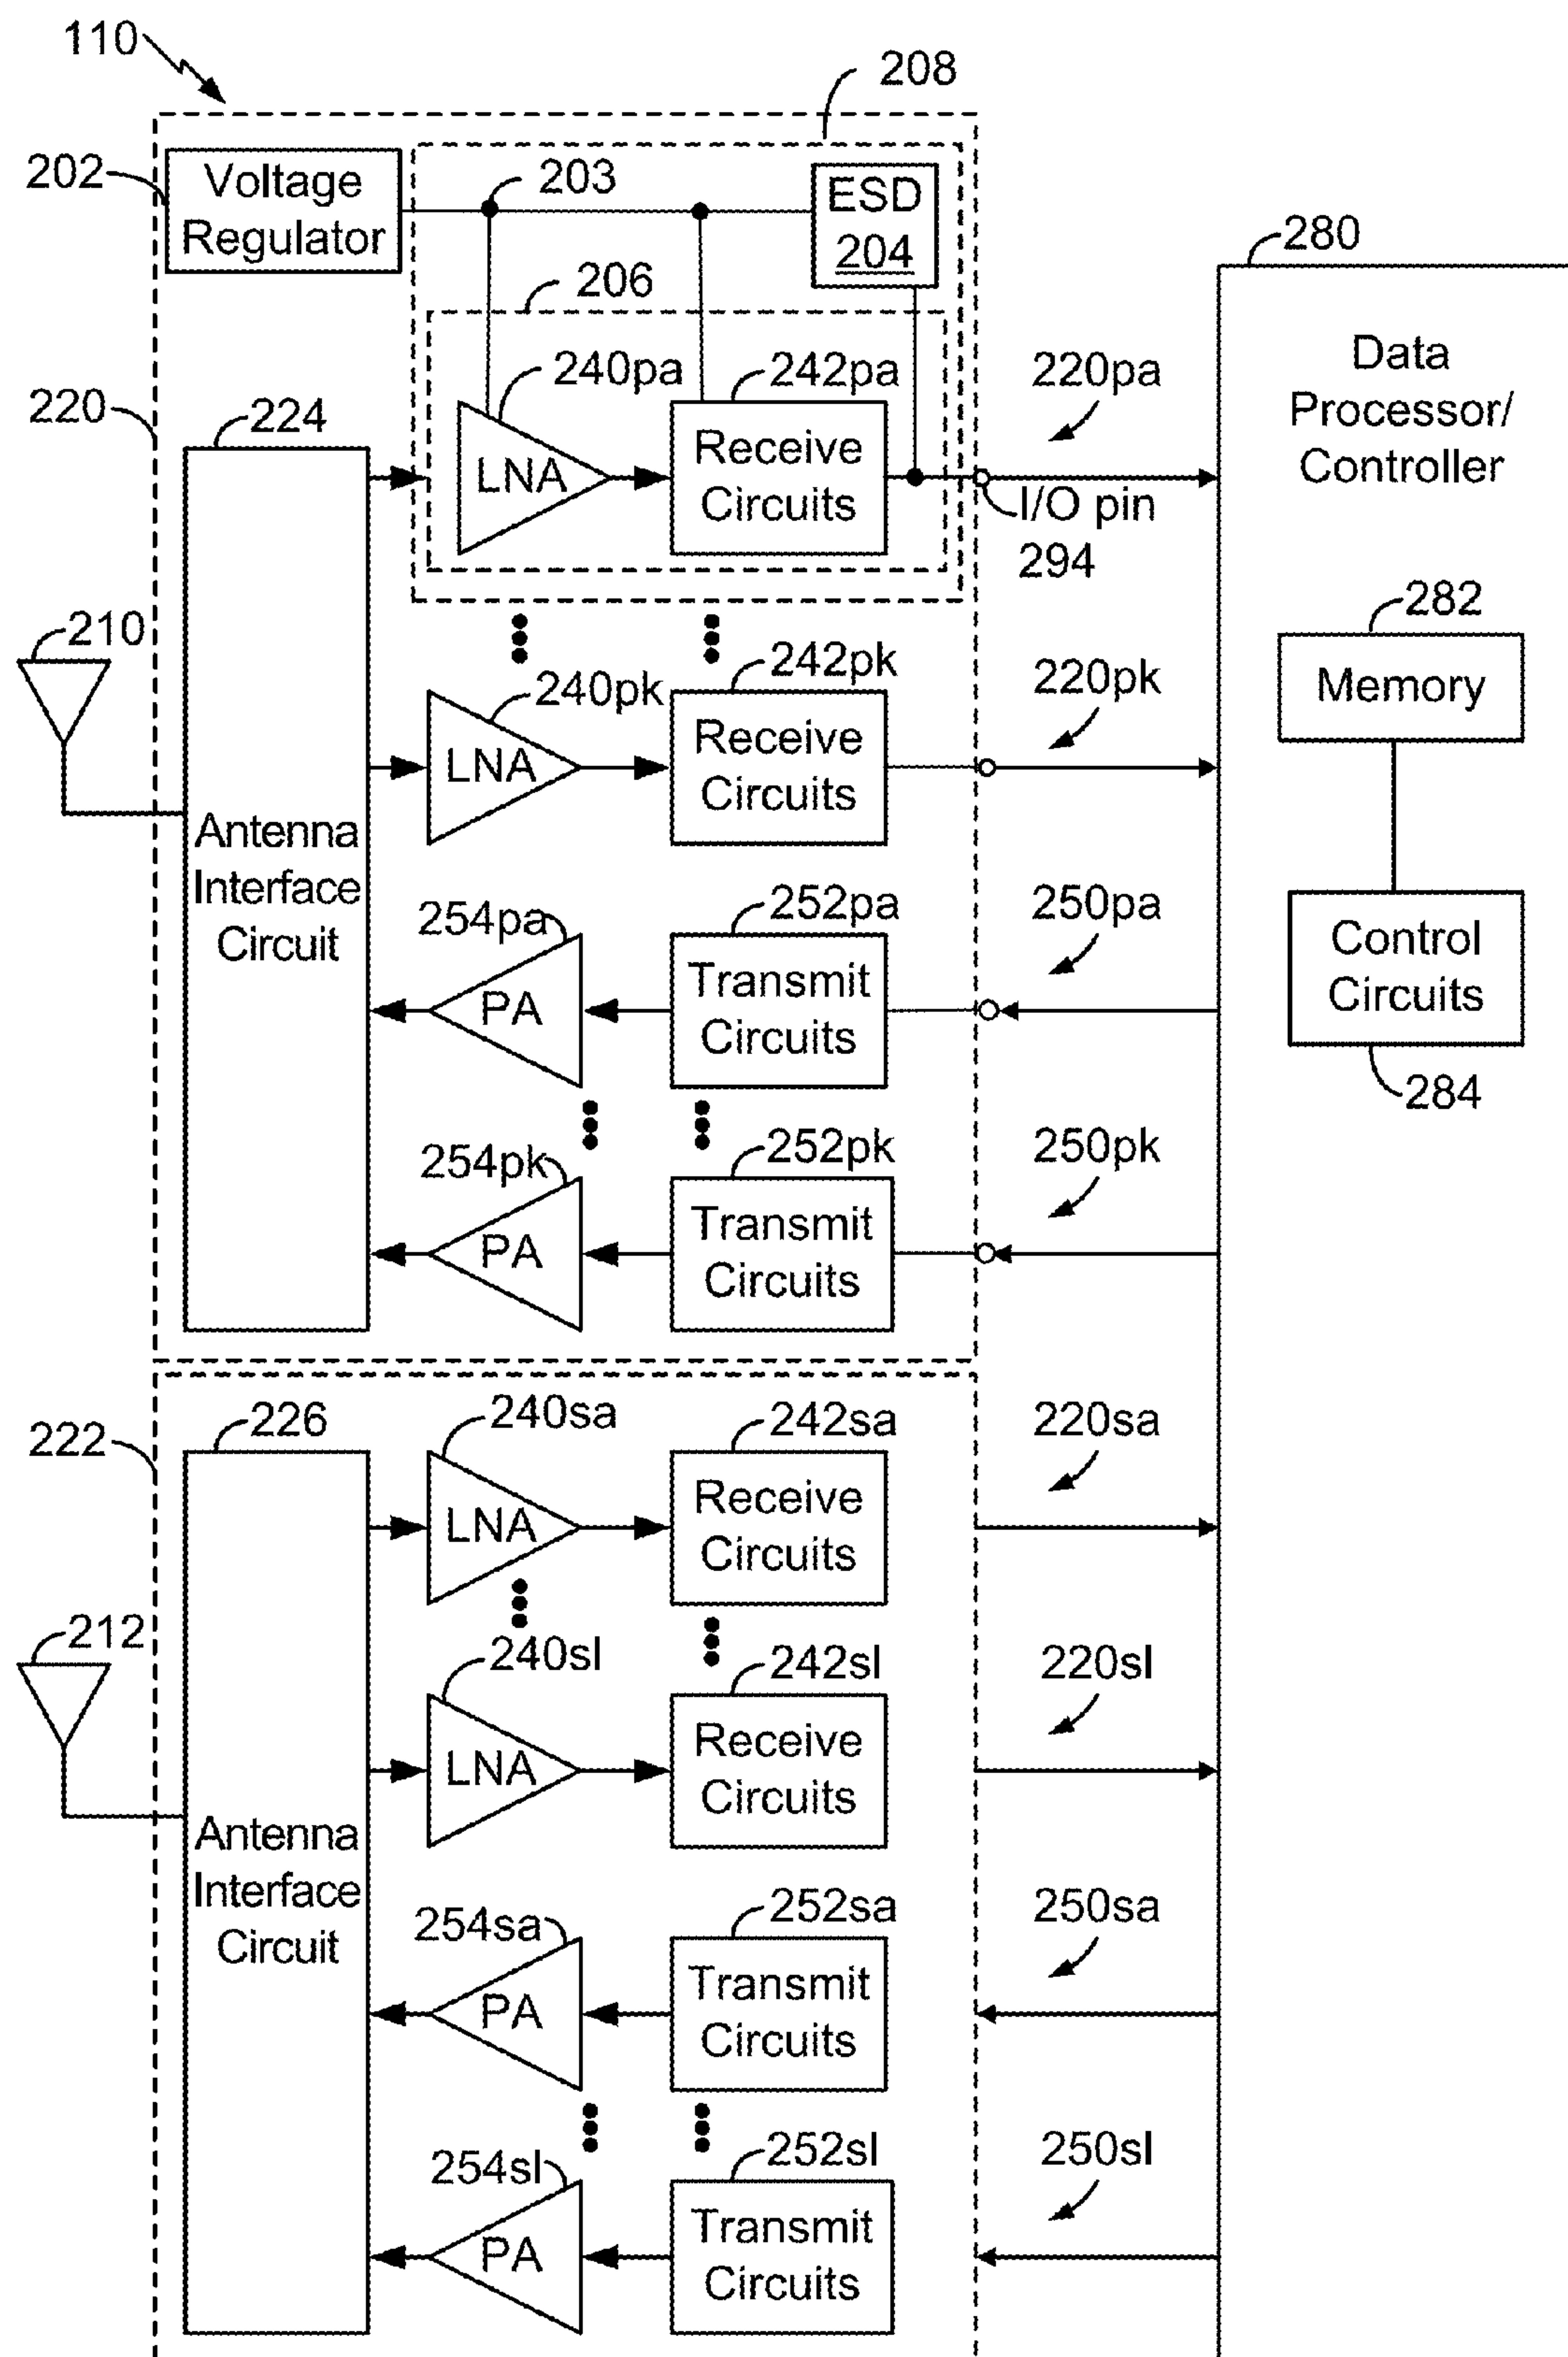 110
208
202
Voltage
Regulator
203
ESD
204
280
206
240pa
242pa
220pa
Data
Processor/
Controller
220
224
LNA
Receive
Circuits
I/O pin
294
210
240pk
242pk
220pk
282
Memory
LNA
Receive
Circuits
Antenna
Interface
Circuit
254pa
252pa
250pa
Control
Circuits
PA
Transmit
Circuits
284
254pk
252pk
250pk
PA
Transmit
Circuits
222
226
240sa
242sa
220sa
LNA
Receive
Circuits
212
240sl
242sl
220sl
LNA
Receive
Circuits
Antenna
Interface
Circuit
254sa
252sa
250sa
PA
Transmit
Circuits
254sl
252sl
250sl
PA
Transmit
Circuits